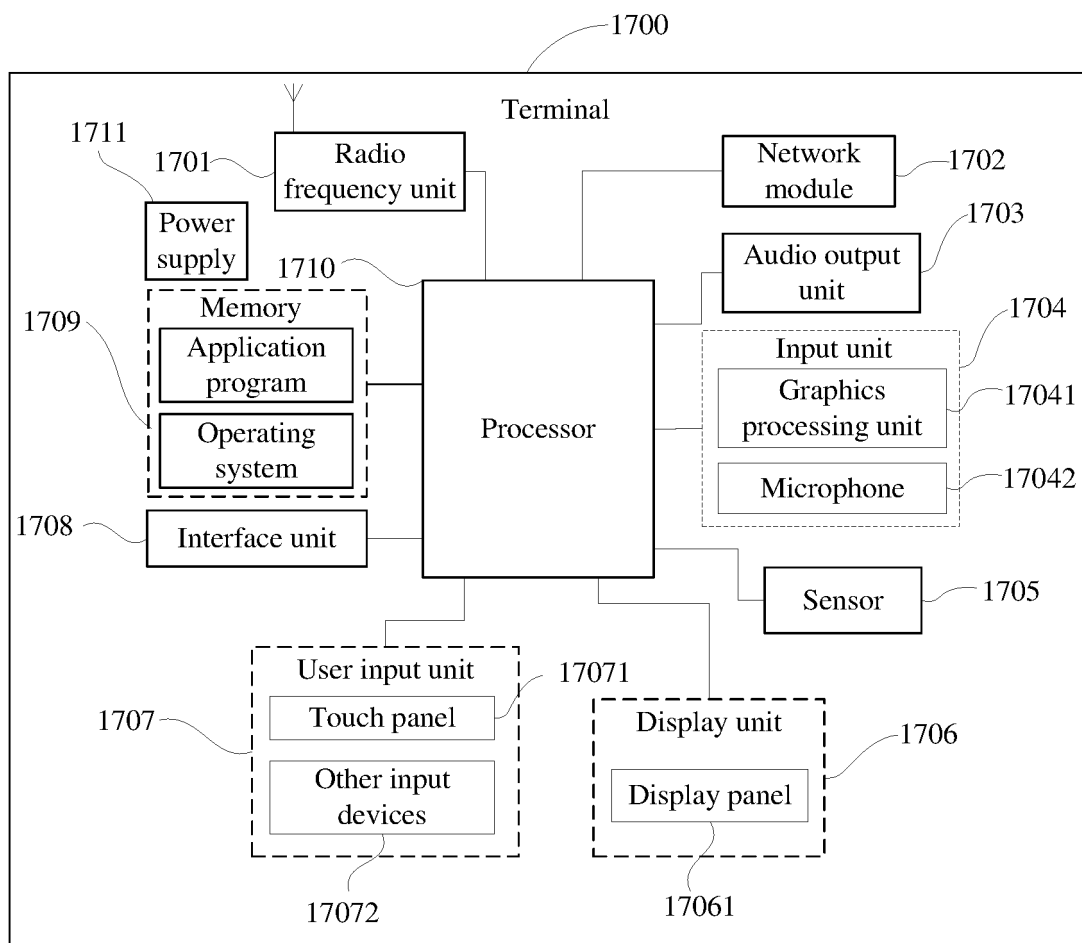 1700
Terminal
1711
1701
Radio
frequency unit
Network
module
1702
Power
supply
1703
Audio output
unit
1710
1709
Memory
Application
program
Operating
system
Processor
1704
Input unit
Graphics
processing unit
17041
Microphone
17042
1708
Interface unit
Sensor
1705
User input unit
17071
1707
Touch panel
Other input
devices
17072
Display unit
1706
Display panel
17061